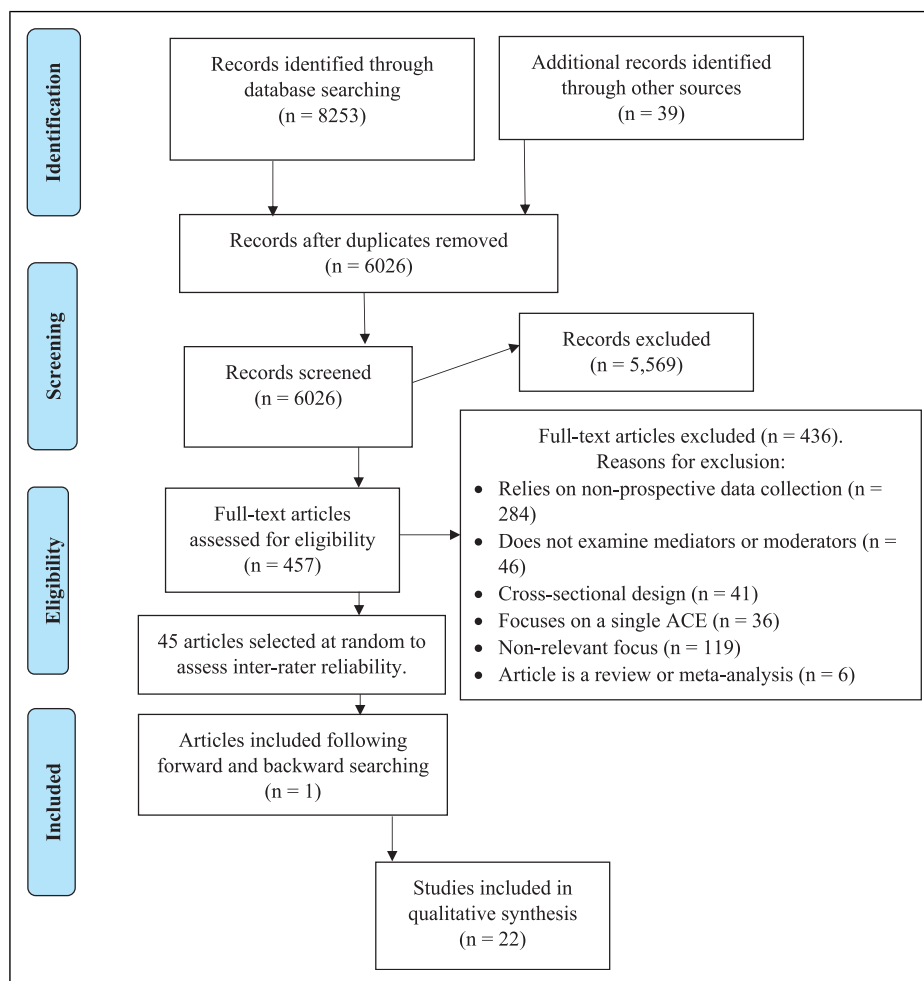 Identification
Records identified through
database searching
(n = 8253)
Additional records identified
through other sources
(n = 39)
Records after duplicates removed
(n = 6026)
Screening
Records screened
(n = 6026)
Records excluded
(n = 5,569)
Eligibility
Full-text articles
assessed for eligibility
(n = 457)
Full-text articles excluded (n = 436).
Reasons for exclusion:
• Relies on non-prospective data collection (n =
284)
• Does not examine mediators or moderators (n =
46)
• Cross-sectional design (n = 41)
• Focuses on a single ACE (n = 36)
• Non-relevant focus (n = 119)
• Article is a review or meta-analysis (n = 6)
45 articles selected at random to
assess inter-rater reliability.
Included
Articles included following
forward and backward searching
(n = 1)
Studies included in
qualitative synthesis
(n = 22)